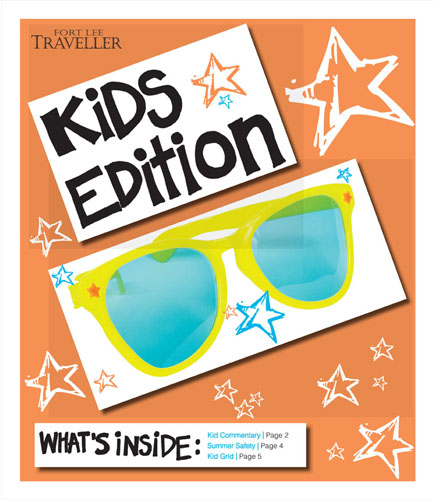 FORT LEE
TRAVELLER
KiDS
EDitiON
WHAT'S iNSiDE:
Kid Commentary | Page 2
Summer Safety | Page 4
Kid Grid | Page 5